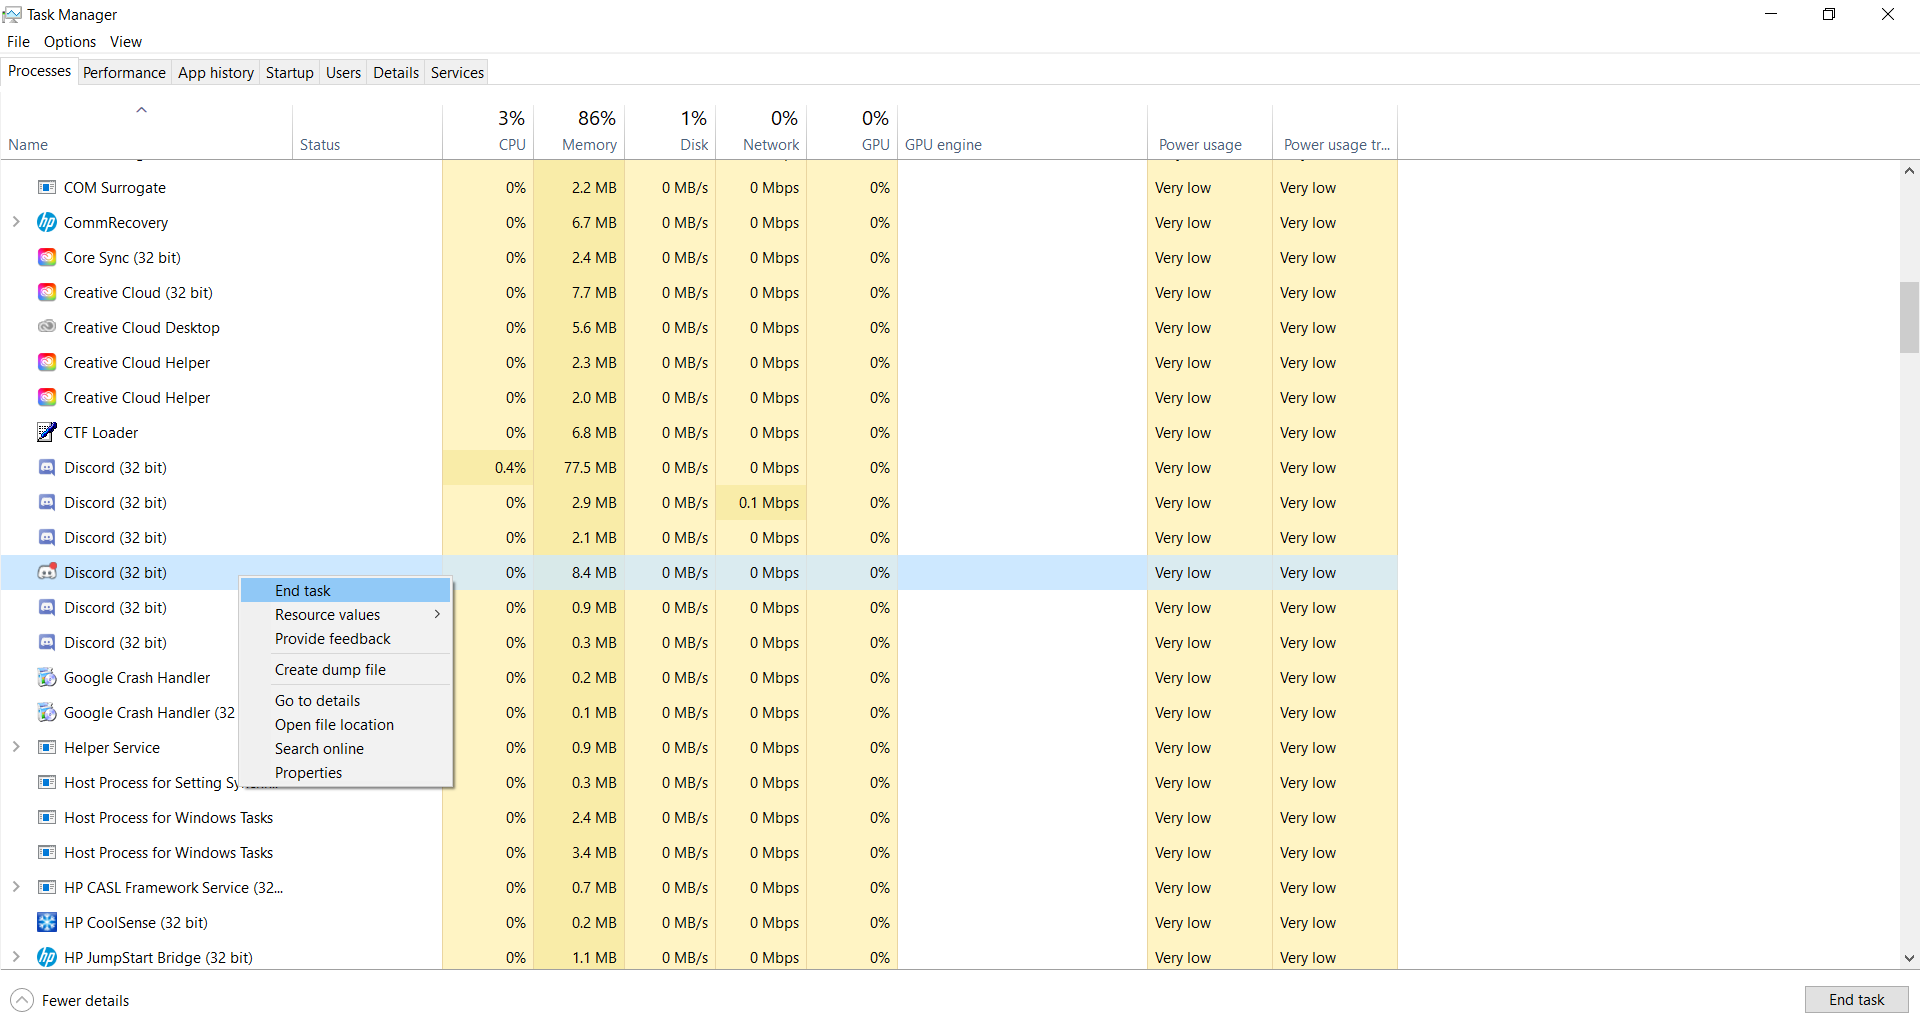 Task Manager
File Options View
Processes Performance App history Startup Users Details Services
3% 86% 1% 0% 0%
Name Status CPU Memory Disk Network GPU GPU engine Power usage Power usage tr...
COM Surrogate 0% 2.2 MB 0 MB/s 0 Mbps 0% Very low Very low
hp CommRecovery 0% 6.7 MB 0 MB/s 0 Mbps 0% Very low Very low
Core Sync (32 bit) 0% 2.4 MB 0 MB/s 0 Mbps 0% Very low Very low
Creative Cloud (32 bit) 0% 7.7 MB 0 MB/s 0 Mbps 0% Very low Very low
Creative Cloud Desktop 0% 5.6 MB 0 MB/s 0 Mbps 0% Very low Very low
Creative Cloud Helper 0% 2.3 MB 0 MB/s 0 Mbps 0% Very low Very low
Creative Cloud Helper 0% 2.0 MB 0 MB/s 0 Mbps 0% Very low Very low
CTF Loader 0% 6.8 MB 0 MB/s 0 Mbps 0% Very low Very low
Discord (32 bit) 0.4% 77.5 MB 0 MB/s 0 Mbps 0% Very low Very low
Discord (32 bit) 0% 2.9 MB 0 MB/s 0.1 Mbps 0% Very low Very low
Discord (32 bit) 0% 2.1 MB 0 MB/s 0 Mbps 0% Very low Very low
Discord (32 bit) 0% 8.4 MB 0 MB/s 0 Mbps 0% Very low Very low
Discord (32 bit) 0% 0.9 MB 0 MB/s 0 Mbps 0% Very low Very low
Discord (32 bit) 0% 0.3 MB 0 MB/s 0 Mbps 0% Very low Very low
Google Crash Handler 0% 0.2 MB 0 MB/s 0 Mbps 0% Very low Very low
Google Crash Handler (32 0% 0.1 MB 0 MB/s 0 Mbps 0% Very low Very low
Helper Service 0% 0.9 MB 0 MB/s 0 Mbps 0% Very low Very low
Host Process for Setting 0% 0.3 MB 0 MB/s 0 Mbps 0% Very low Very low
Host Process for Windows Tasks 0% 2.4 MB 0 MB/s 0 Mbps 0% Very low Very low
Host Process for Windows Tasks 0% 3.4 MB 0 MB/s 0 Mbps 0% Very low Very low
HP CASL Framework Service (32... 0% 0.7 MB 0 MB/s 0 Mbps 0% Very low Very low
HP CoolSense (32 bit) 0% 0.2 MB 0 MB/s 0 Mbps 0% Very low Very low
hp HP JumpStart Bridge (32 bit) 0% 1.1 MB 0 MB/s 0 Mbps 0% Very low Very low
End task
Resource values
Provide feedback
Create dump file
Go to details
Open file location
Search online
Properties
Fewer details End task